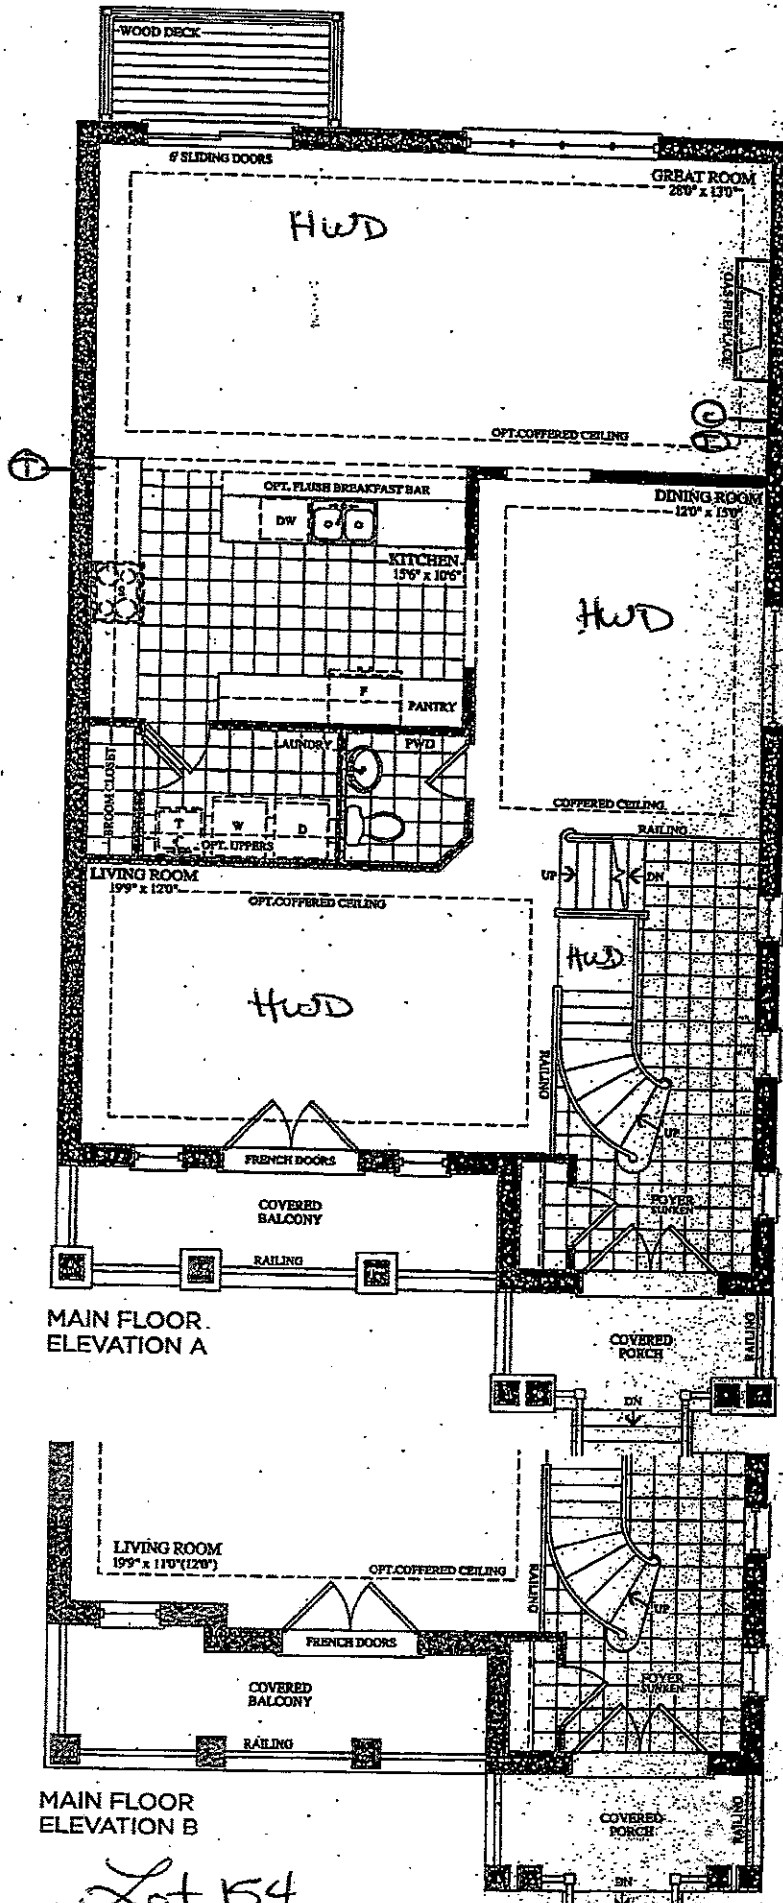 WOOD DECK
6' SLIDING DOORS
GREAT ROOM
28'0" x 13'0"
HWD
GAS FIREPLACE
C
T
OPT.COFFERED CEILING
T
OPT. FLUSH BREAKFAST BAR
DW
KITCHEN
15'6" x 10'6"
DINING ROOM
12'0" x 15'0"
HWD
S
F
PANTRY
BROOM CLOSET
LAUNDRY
PWD
T
W
D
OPT. UPPERS
COFFERED CEILING
RAILING
UP
DN
LIVING ROOM
19'9" x 12'0"
OPT.COFFERED CEILING
HWD
HWD
RAILING
UP
FRENCH DOORS
FOYER
SUNKEN
COVERED
BALCONY
RAILING
MAIN FLOOR
ELEVATION A
COVERED
PORCH
RAILING
DN
LIVING ROOM
19'9" x 11'0"(12'0")
OPT.COFFERED CEILING
RAILING
UP
FRENCH DOORS
FOYER
SUNKEN
COVERED
BALCONY
RAILING
MAIN FLOOR
ELEVATION B
COVERED
PORCH
RAILING
DN
Lot 154